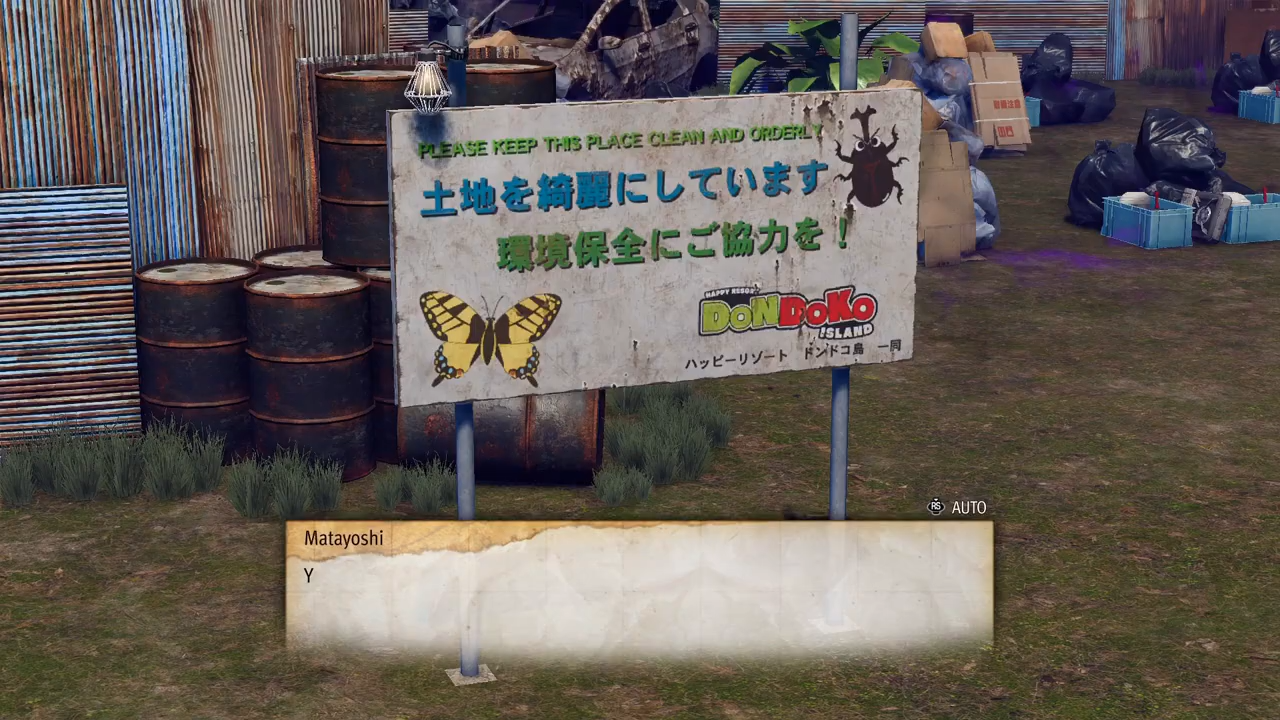 PLEASE KEEP THIS PLACE CLEAN AND ORDERLY
土地を綺麗にしています
環境保全にご協力を！
HAPPY RESORT
DONDOKO
ISLAND
ハッピーリゾート ドンドコ島 一同
RS AUTO
Matayoshi
Y